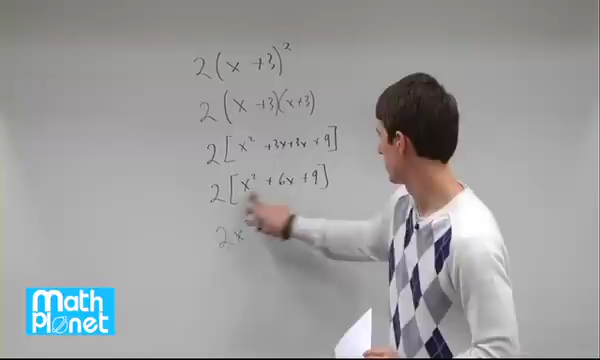 2(x +3)²
2(x +3)(x+3)
2[x² +3x+3x +9]
2[x² +6x +9]
2x
Math
Planet